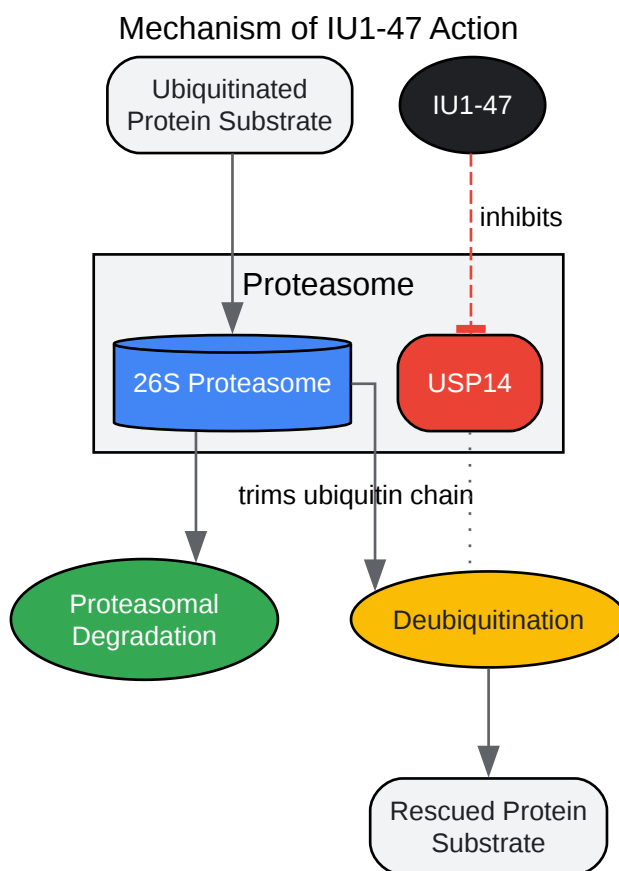 Mechanism of IU1-47 Action
Ubiquitinated
Protein Substrate
IU1-47
inhibits
Proteasome
26S Proteasome
USP14
trims ubiquitin chain
Proteasomal
Degradation
Deubiquitination
Rescued Protein
Substrate